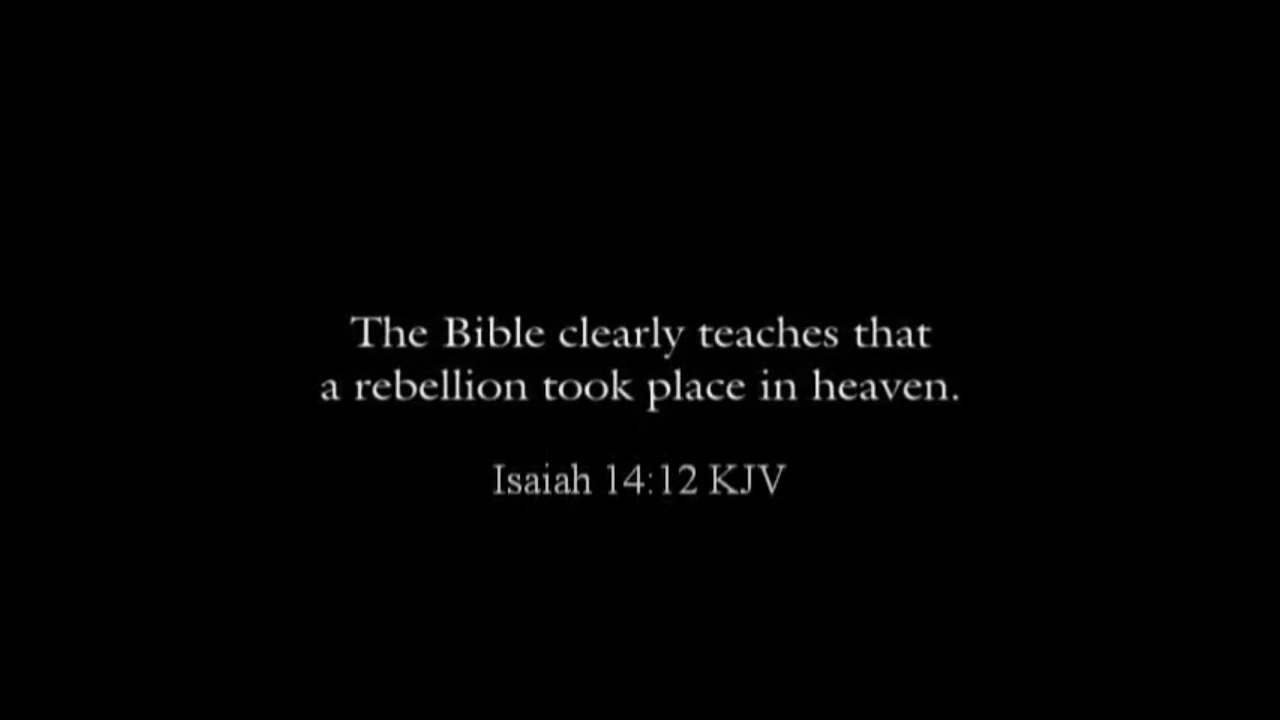 The Bible clearly teaches that
a rebellion took place in heaven.
Isaiah 14:12 KJV